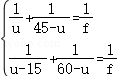 1/u + 1/(45-u) = 1/f
1/(u-15) + 1/(60-u) = 1/f